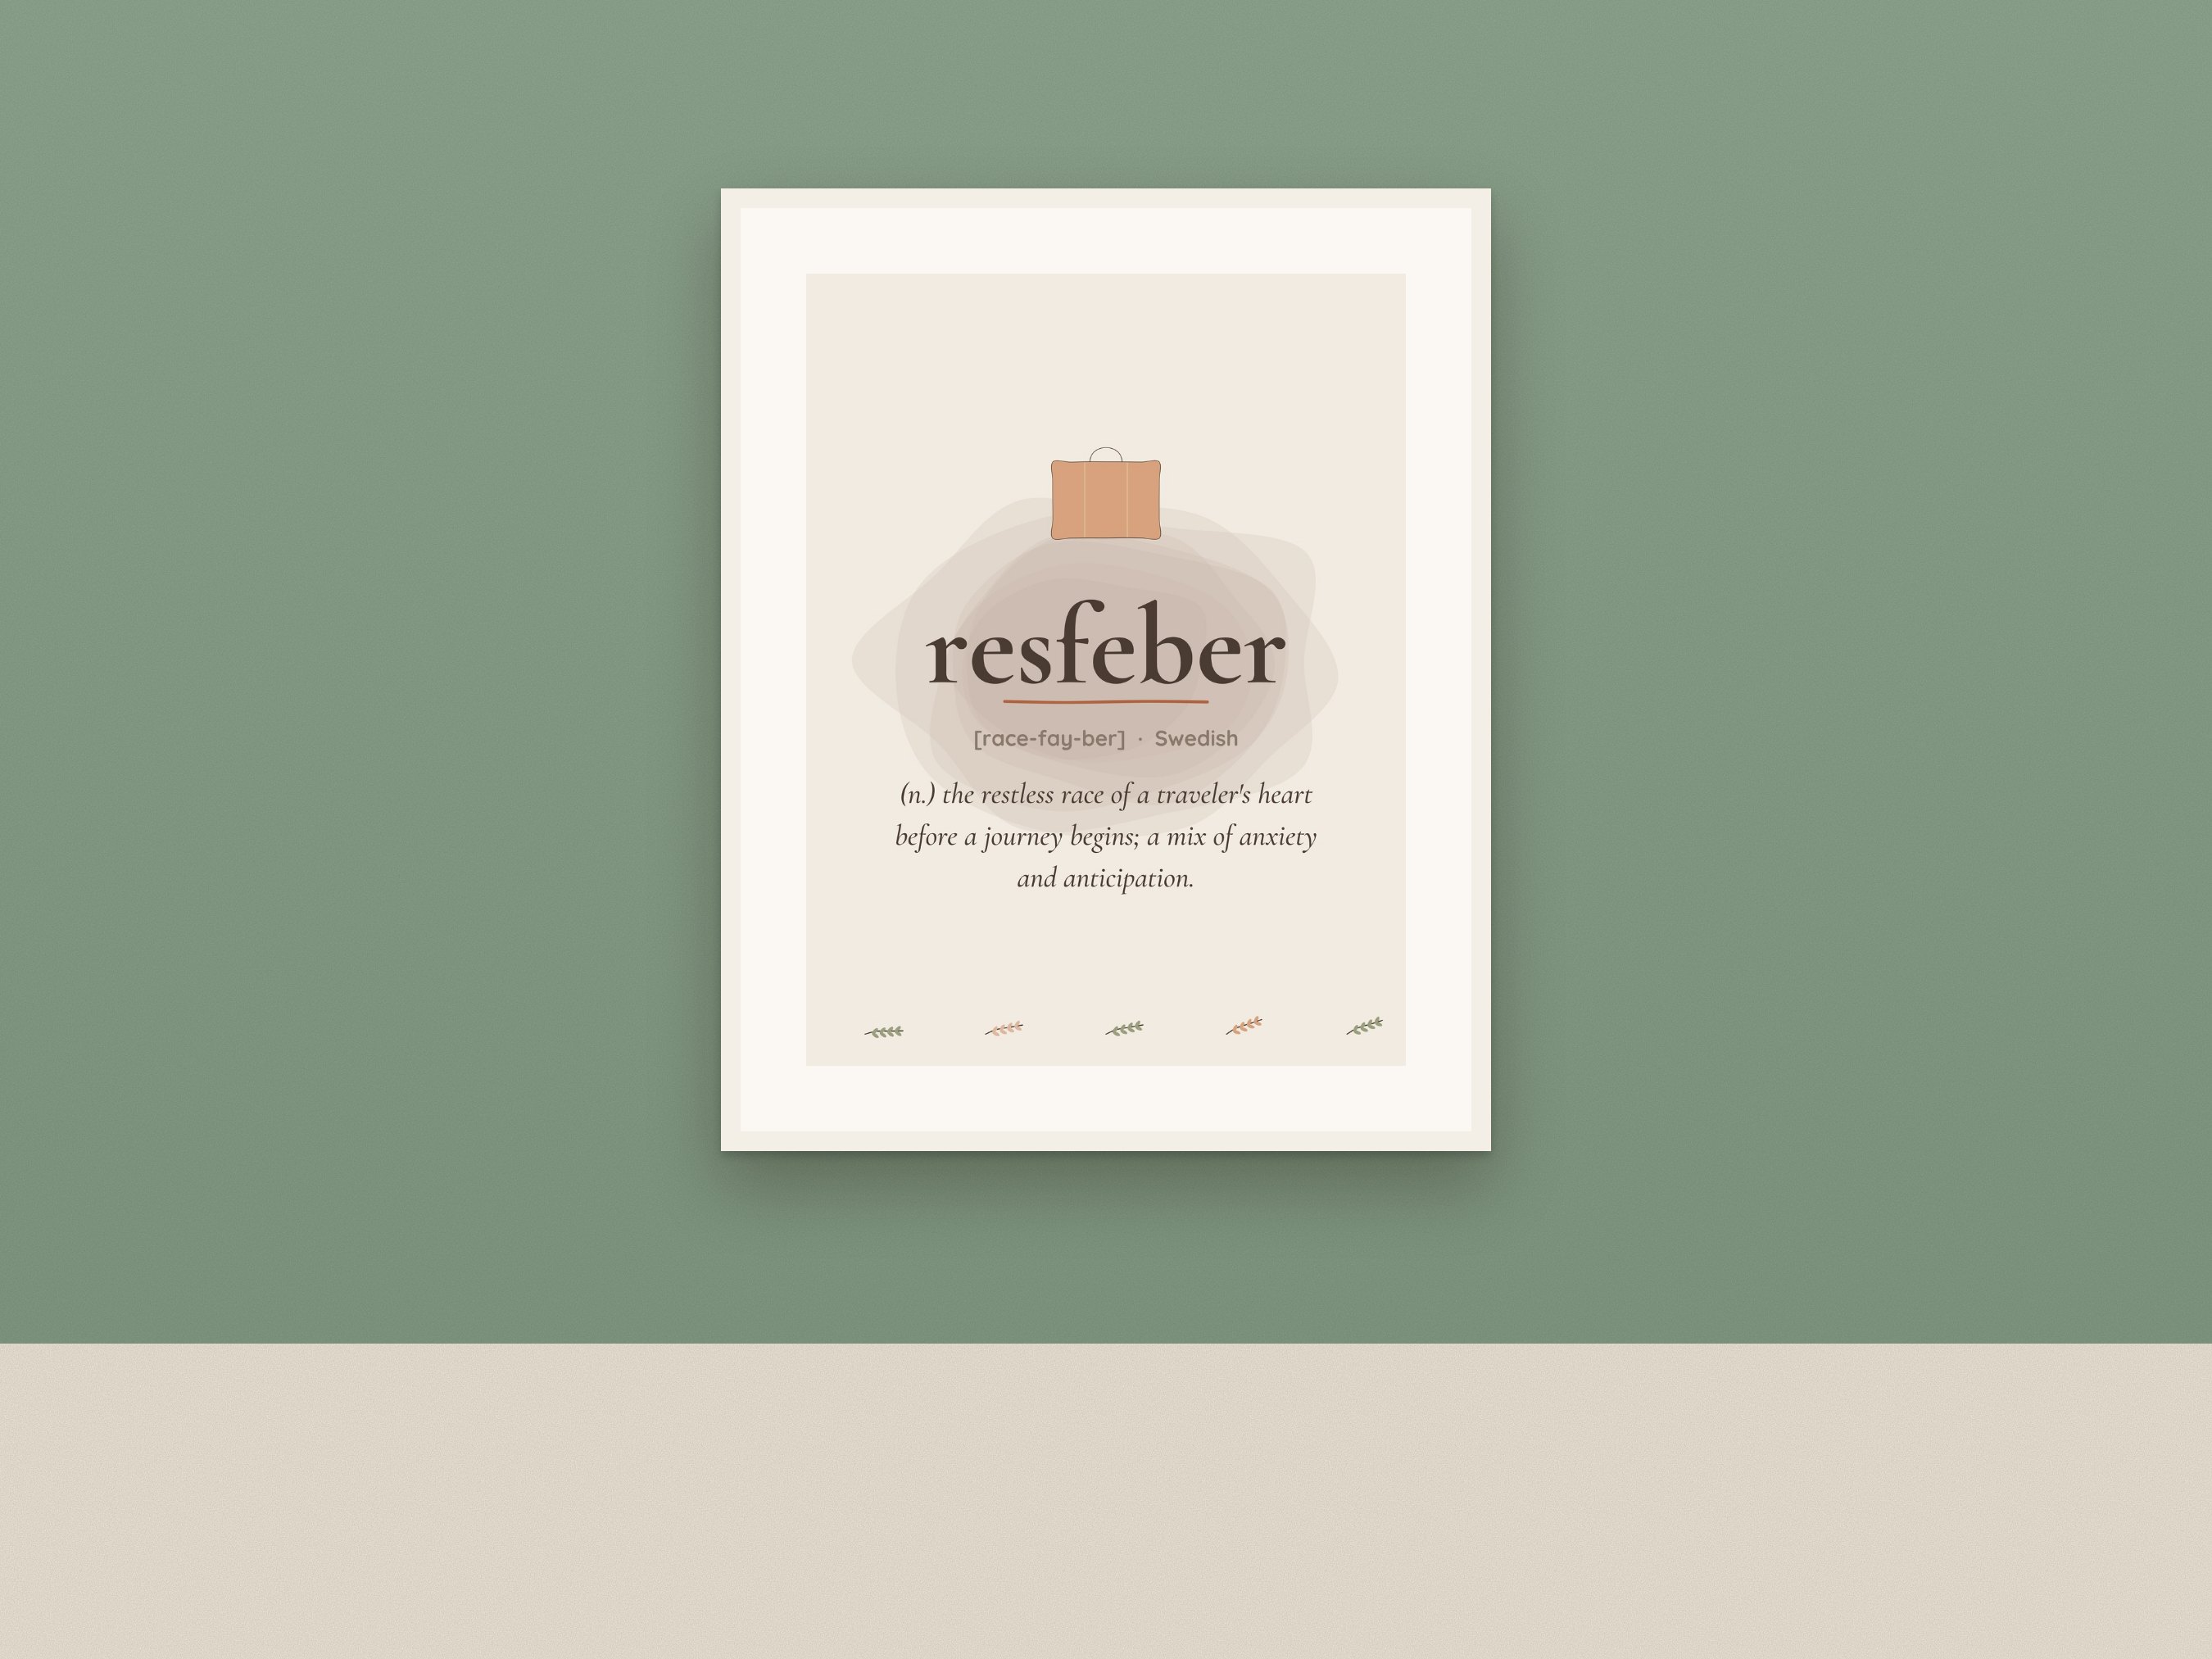 resfeber
[race-fay-ber] · Swedish
(n.) the restless race of a traveler's heart
before a journey begins; a mix of anxiety
and anticipation.